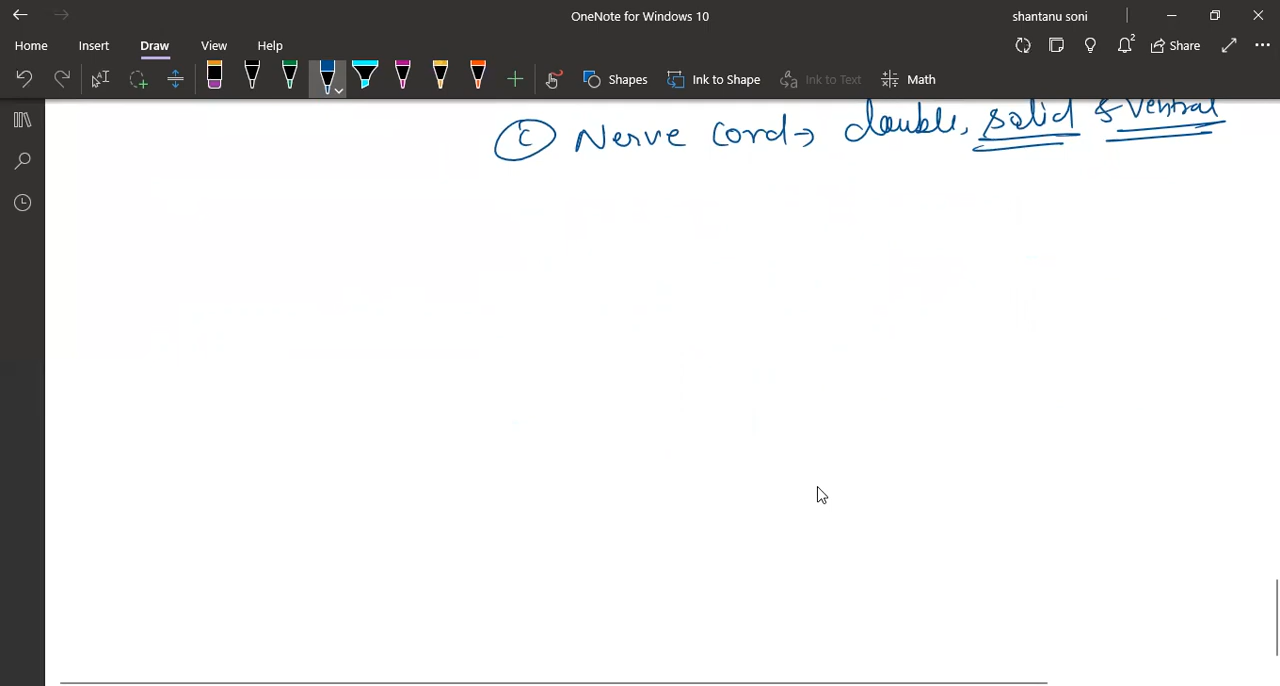 OneNote for Windows 10
shantanu soni
Home Insert Draw View Help
2 Share
Shapes Ink to Shape Ink to Text Math
C Nerve Cord → double, solid & Ventral